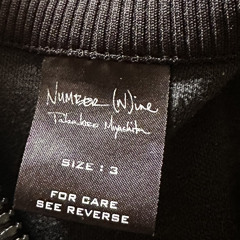 NUMBER (N)ine
Takahiro Miyashita
SIZE : 3
FOR CARE
SEE REVERSE